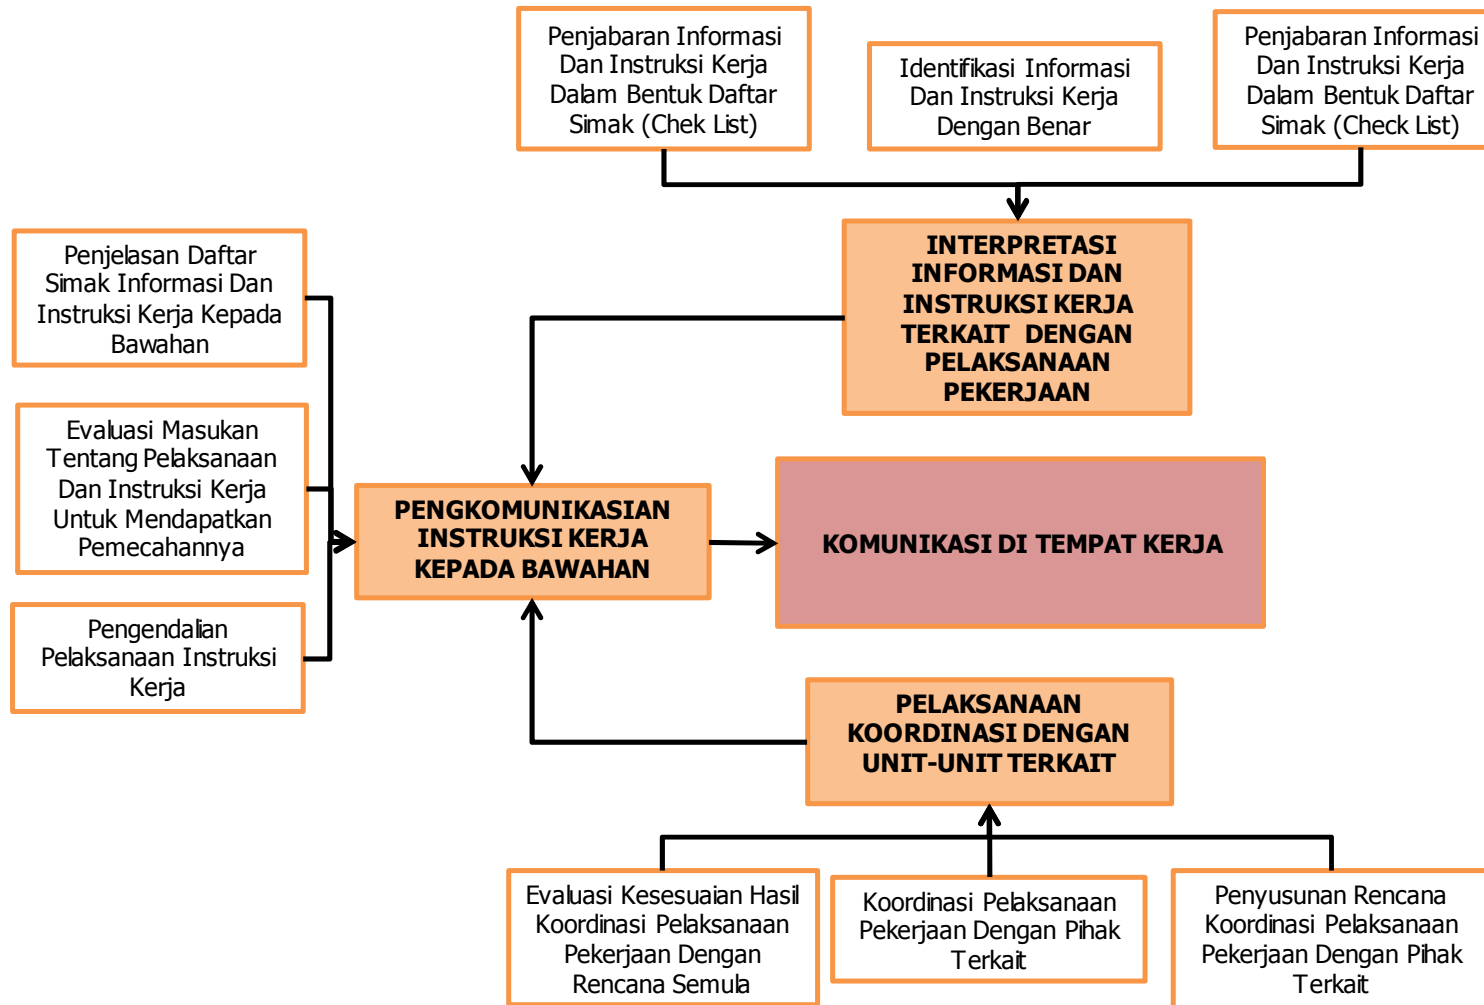 Penjabaran Informasi
Dan Instruksi Kerja
Dalam Bentuk Daftar
Simak (Chek List)
Identifikasi Informasi
Dan Instruksi Kerja
Dengan Benar
Penjabaran Informasi
Dan Instruksi Kerja
Dalam Bentuk Daftar
Simak (Check List)
INTERPRETASI
INFORMASI DAN
INSTRUKSI KERJA
TERKAIT DENGAN
PELAKSANAAN
PEKERJAAN
Penjelasan Daftar
Simak Informasi Dan
Instruksi Kerja Kepada
Bawahan
Evaluasi Masukan
Tentang Pelaksanaan
Dan Instruksi Kerja
Untuk Mendapatkan
Pemecahannya
Pengendalian
Pelaksanaan Instruksi
Kerja
PENGKOMUNIKASIAN
INSTRUKSI KERJA
KEPADA BAWAHAN
KOMUNIKASI DI TEMPAT KERJA
PELAKSANAAN
KOORDINASI DENGAN
UNIT-UNIT TERKAIT
Evaluasi Kesesuaian Hasil
Koordinasi Pelaksanaan
Pekerjaan Dengan
Rencana Semula
Koordinasi Pelaksanaan
Pekerjaan Dengan Pihak
Terkait
Penyusunan Rencana
Koordinasi Pelaksanaan
Pekerjaan Dengan Pihak
Terkait